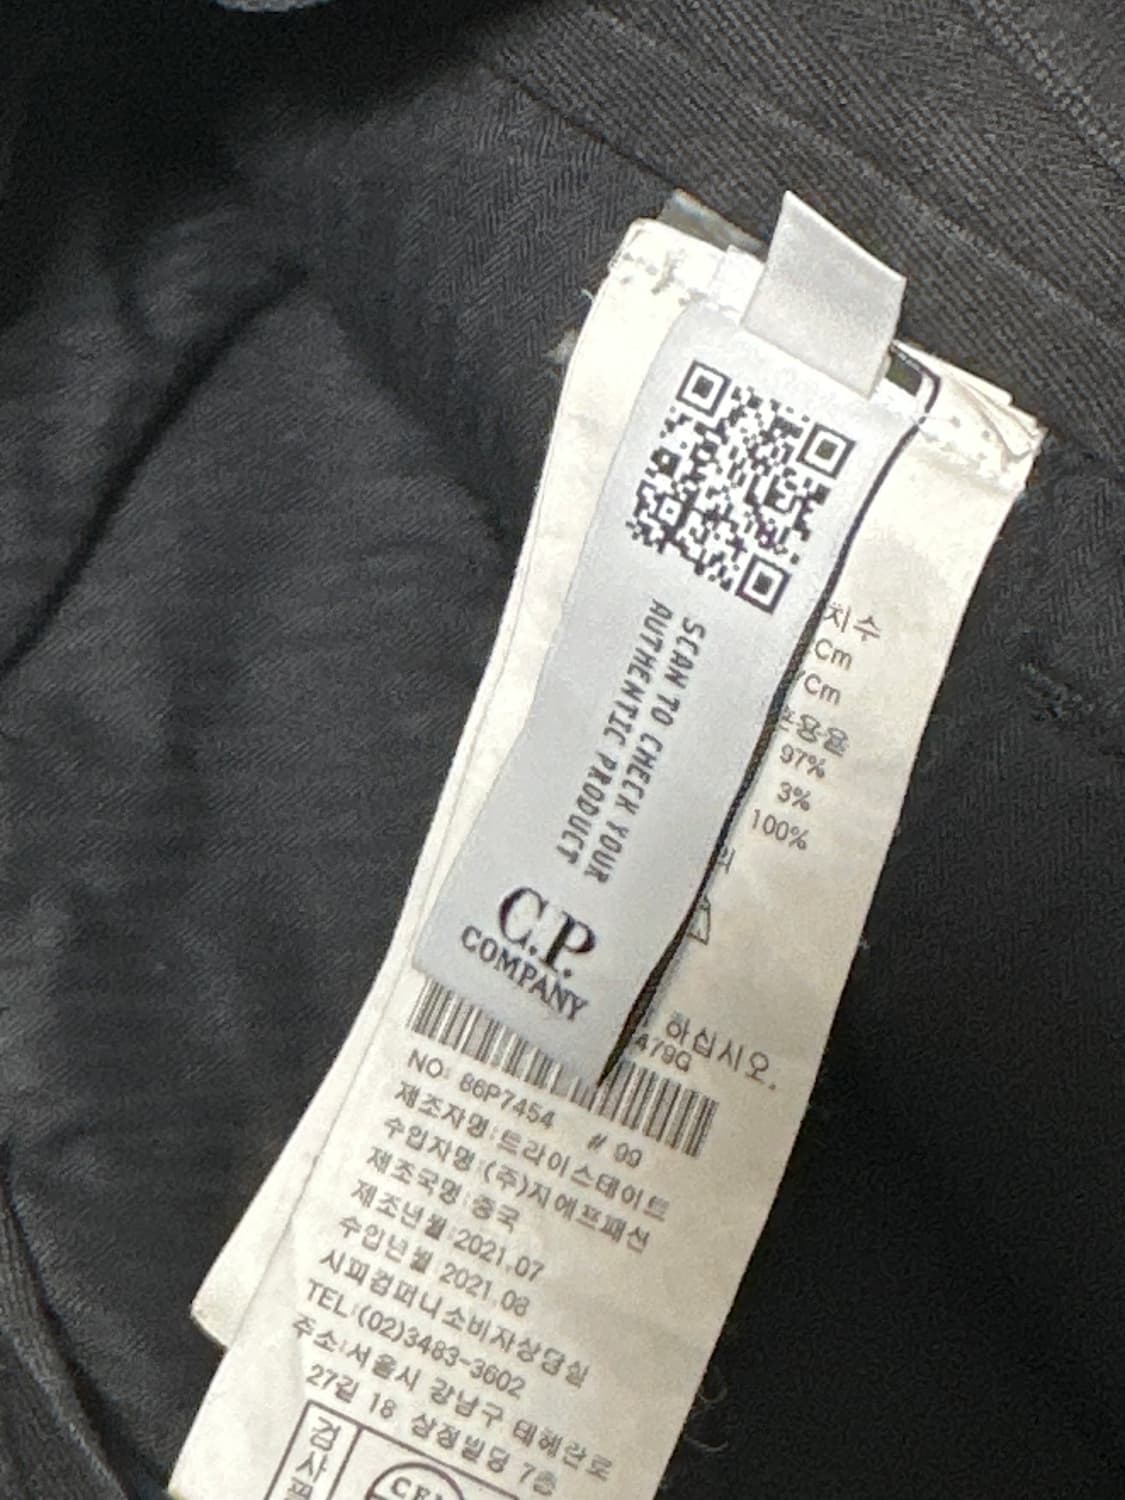 SCAN TO CHECK YOUR
AUTHENTIC PRODUCT
C.P.
COMPANY
치수
Cm
Cm
용율
97%
3%
100%
하십시오.
479G
NO: 86P7454 # 99
제조자명:트라이스테이트
수입자명:(주)지에프패션
제조국명:중국
제조년월:2021.07
수입년월 2021.08
시피컴퍼니소비자상담실
TEL:(02)3483-3602
주소:서울시 강남구 테헤란로
27길 18 삼정빌딩 7층
검
사
필